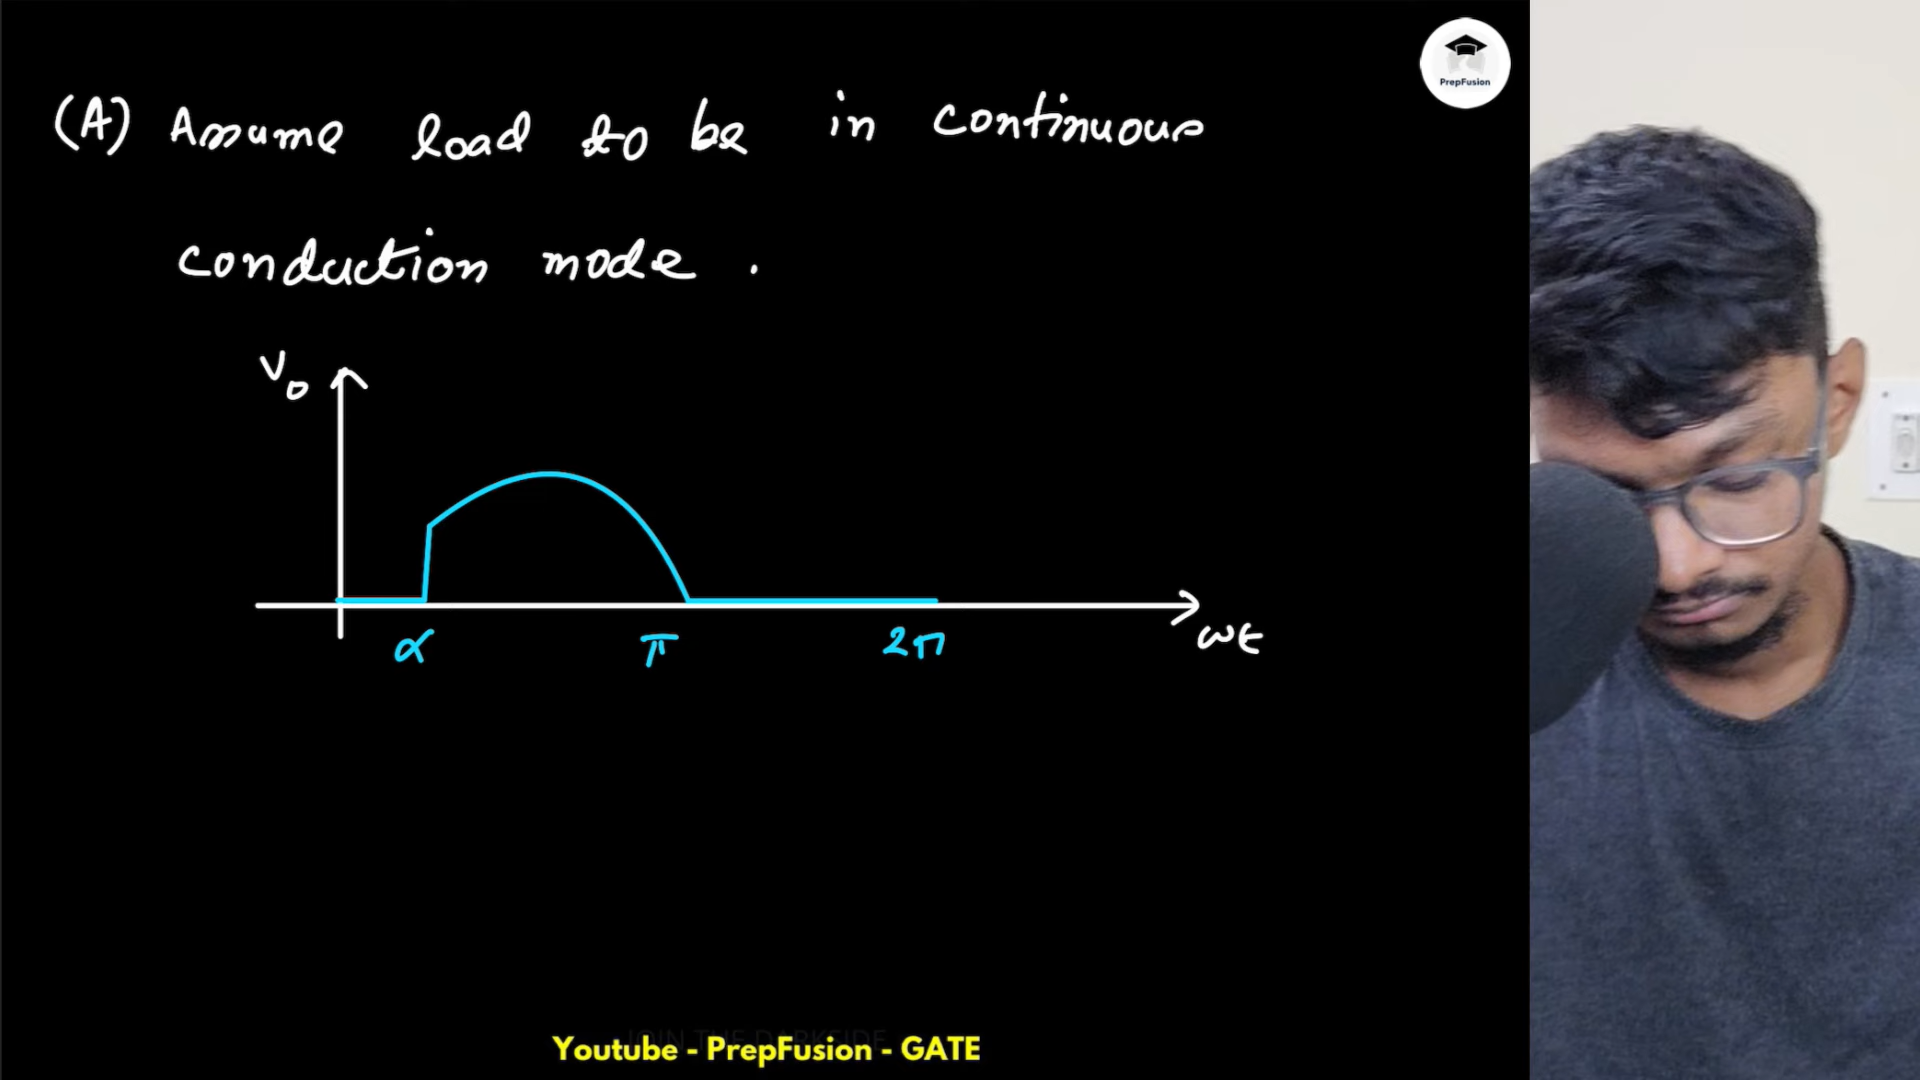 PrepFusion
(A) Assume load to be in continuous
conduction mode .
Vo
α π 2π ωt
Youtube - PrepFusion - GATE